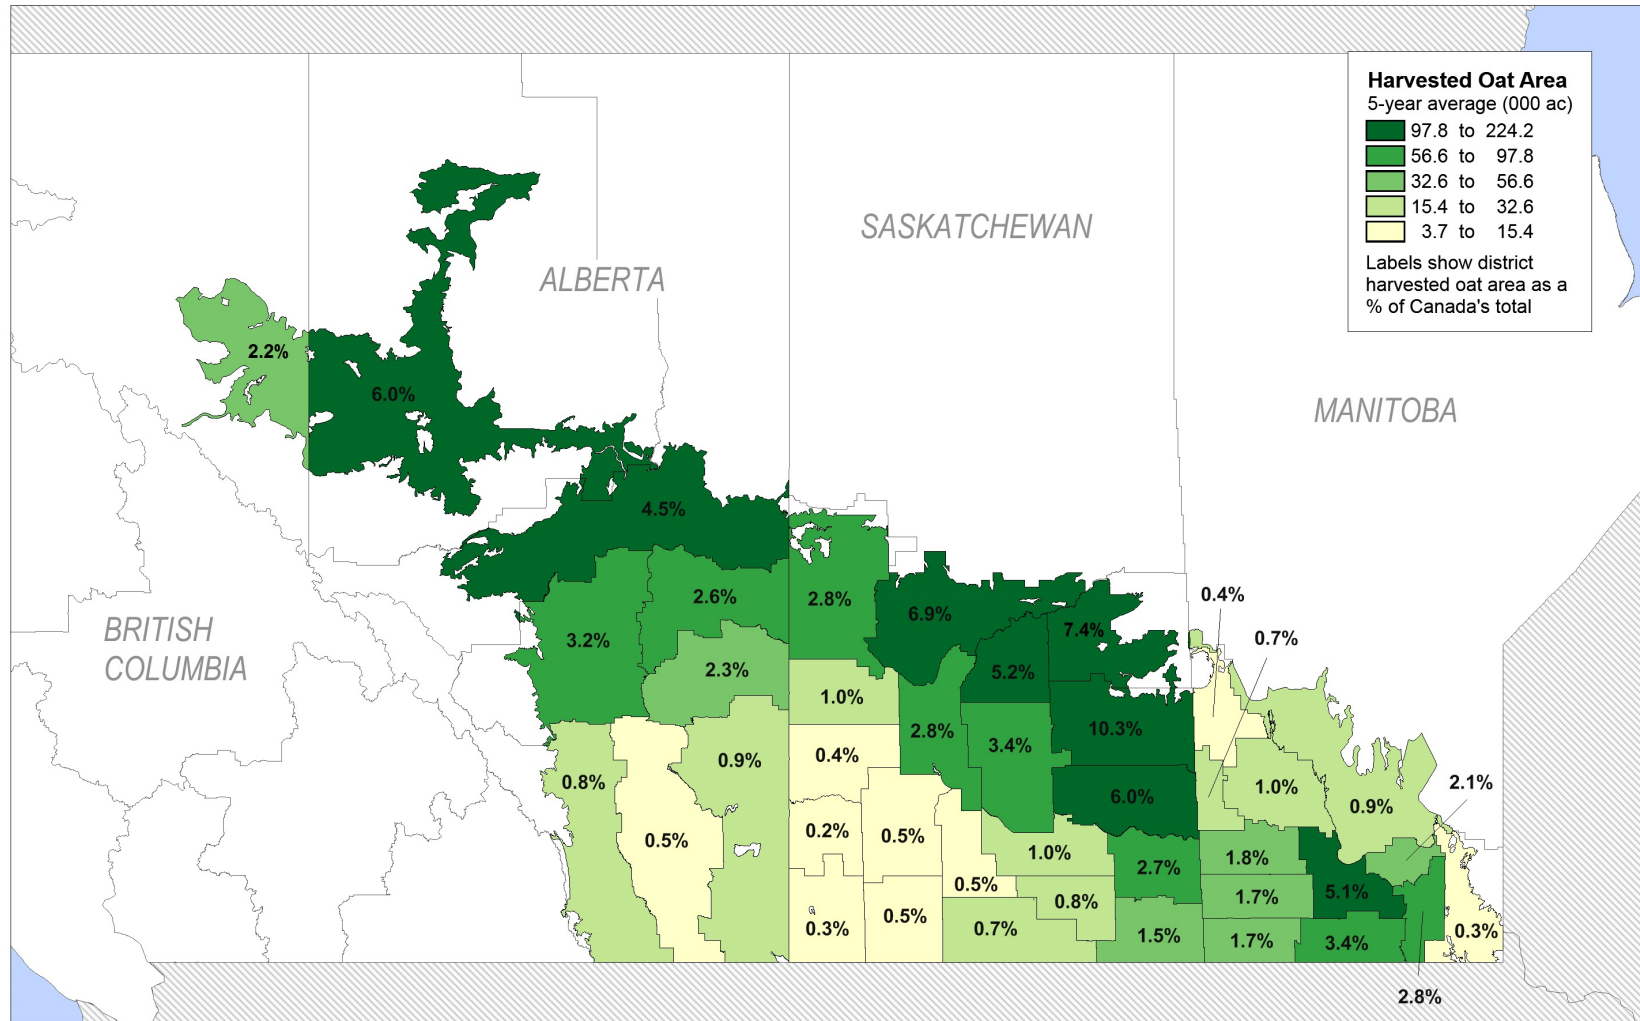 Harvested Oat Area
5-year average (000 ac)
97.8 to 224.2
56.6 to 97.8
32.6 to 56.6
15.4 to 32.6
3.7 to 15.4
Labels show district
harvested oat area as a
% of Canada's total
SASKATCHEWAN
ALBERTA
MANITOBA
BRITISH
COLUMBIA
2.2%
6.0%
4.5%
2.6%
2.8%
6.9%
0.4%
7.4%
0.7%
3.2%
2.3%
5.2%
1.0%
2.8%
3.4%
10.3%
0.8%
0.9%
0.4%
6.0%
1.0%
0.9%
2.1%
0.5%
0.2%
0.5%
1.0%
2.7%
1.8%
0.5%
0.8%
1.7%
5.1%
0.3%
0.5%
0.7%
1.5%
1.7%
3.4%
0.3%
2.8%